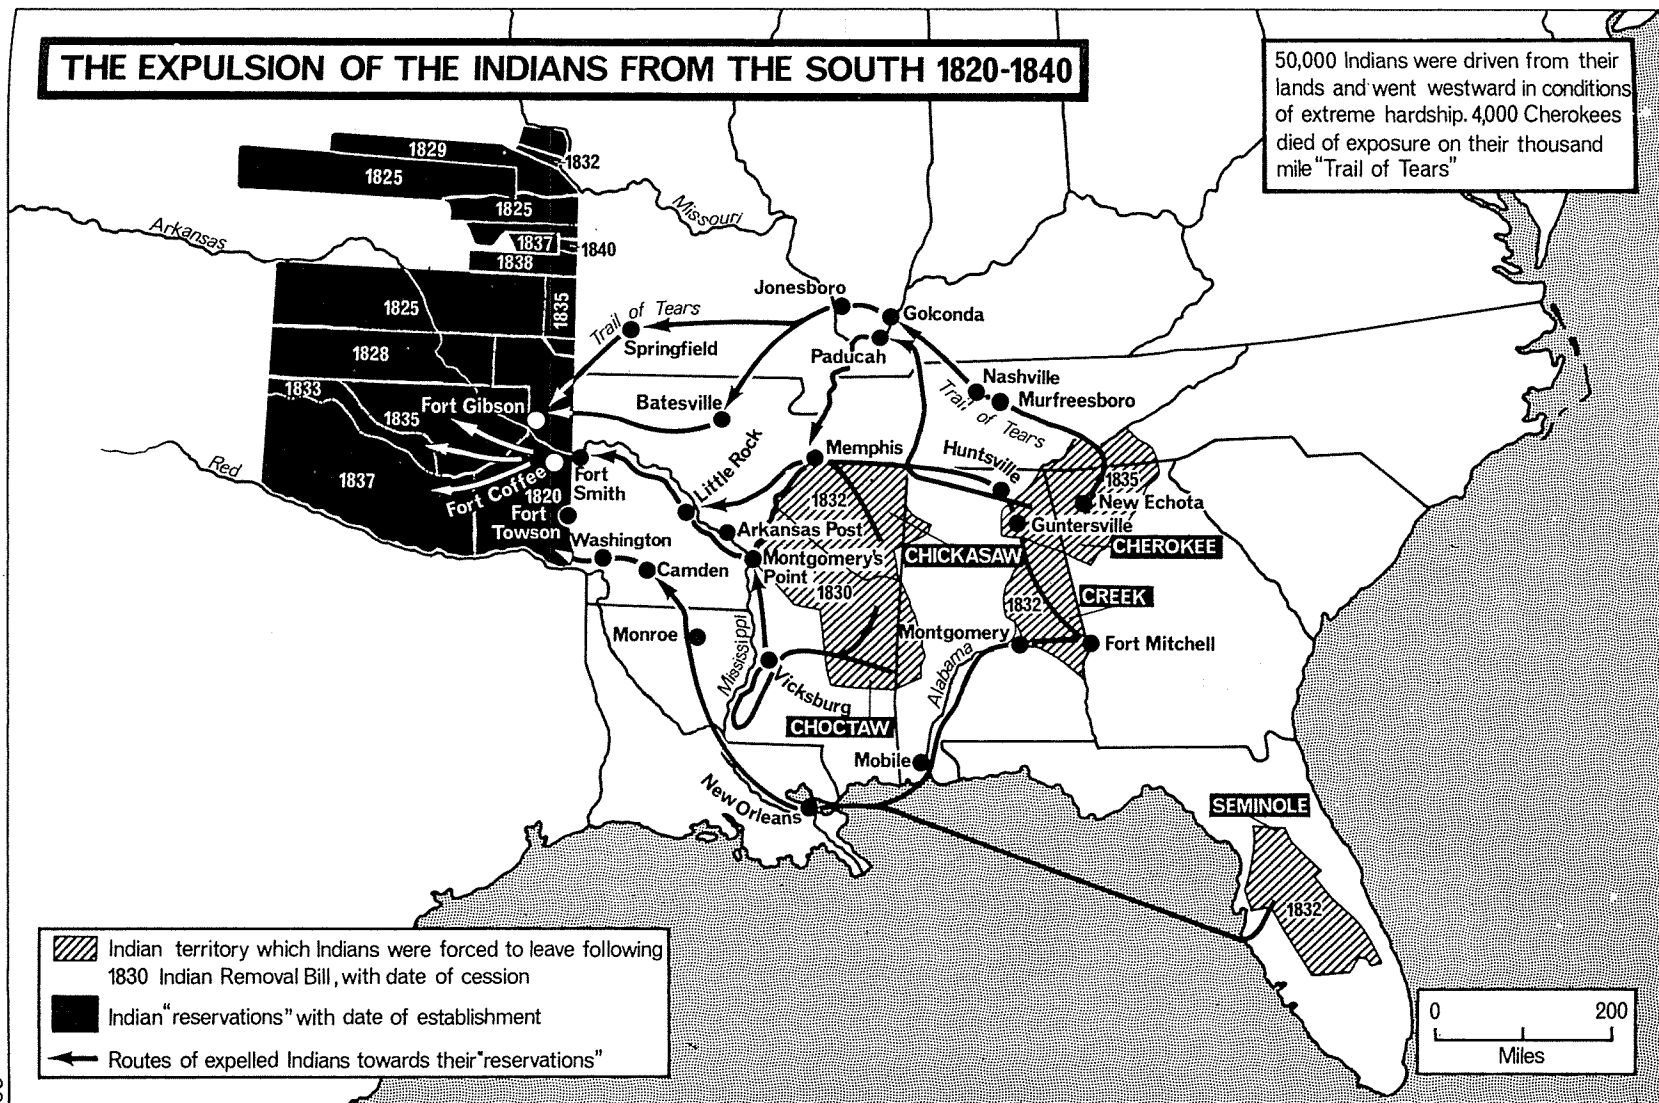 THE EXPULSION OF THE INDIANS FROM THE SOUTH 1820-1840
50,000 Indians were driven from their
lands and went westward in conditions
of extreme hardship. 4,000 Cherokees
died of exposure on their thousand
mile "Trail of Tears"
1829
1832
1825
1825
Missouri
Arkansas
1837
1840
1838
Jonesboro
Golconda
1825
1835
Trail of Tears
Springfield
Paducah
1828
Nashville
Murfreesboro
Trail of Tears
1833
Fort Gibson
Batesville
1835
Memphis
Huntsville
Little Rock
Red
1837
Fort Coffee
Fort
Smith
1820
1832
1835
New Echota
Fort
Towson
Arkansas Post
Guntersville
Washington
CHICKASAW
CHEROKEE
Montgomery's
Point
Camden
1830
1832
CREEK
Monroe
Mississippi
Montgomery
Fort Mitchell
Alabama
Vicksburg
CHOCTAW
Mobile
New Orleans
SEMINOLE
1832
Indian territory which Indians were forced to leave following
1830 Indian Removal Bill, with date of cession
Indian "reservations" with date of establishment
Routes of expelled Indians towards their "reservations"
0 200
Miles